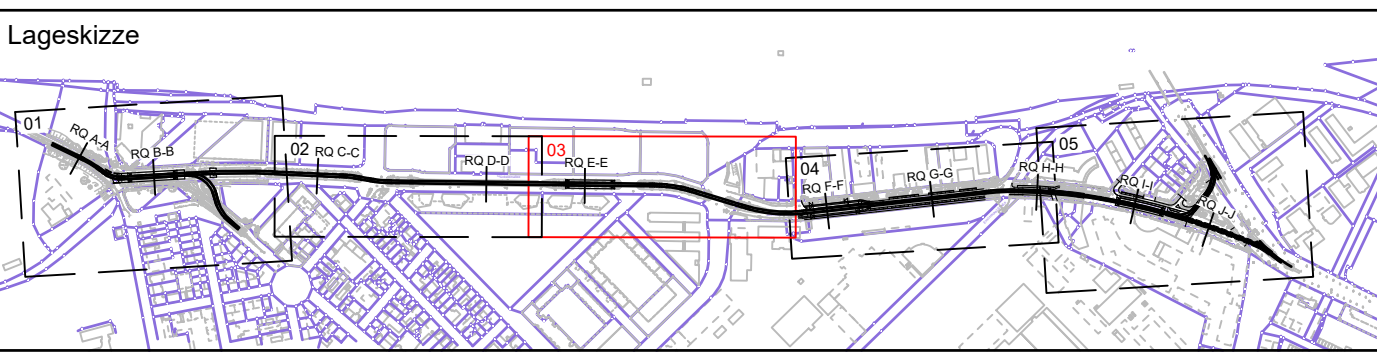 Lageskizze
01
RQ A-A
RQ B-B
02
RQ C-C
RQ D-D
03
RQ E-E
04
RQ F-F
RQ G-G
05
RQ H-H
RQ I-I
RQ J-J